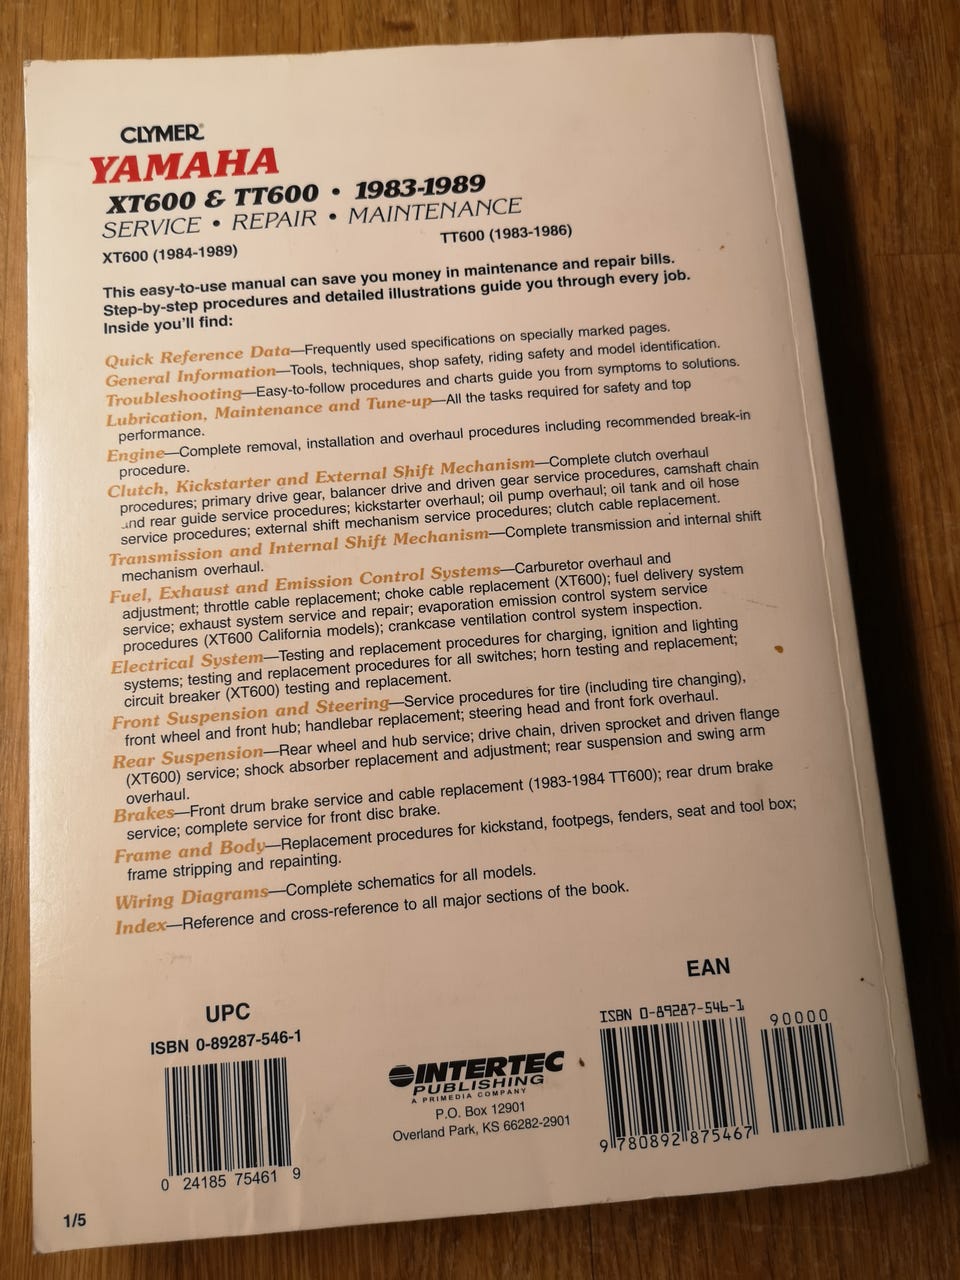 CLYMER®
YAMAHA
XT600 & TT600 • 1983-1989
SERVICE • REPAIR • MAINTENANCE
XT600 (1984-1989)
TT600 (1983-1986)
This easy-to-use manual can save you money in maintenance and repair bills.
Step-by-step procedures and detailed illustrations guide you through every job.
Inside you'll find:
Quick Reference Data—Frequently used specifications on specially marked pages.
General Information—Tools, techniques, shop safety, riding safety and model identification.
Troubleshooting—Easy-to-follow procedures and charts guide you from symptoms to solutions.
Lubrication, Maintenance and Tune-up—All the tasks required for safety and top
performance.
Engine—Complete removal, installation and overhaul procedures including recommended break-in
procedure.
Clutch, Kickstarter and External Shift Mechanism—Complete clutch overhaul
procedures; primary drive gear, balancer drive and driven gear service procedures, camshaft chain
and rear guide service procedures; kickstarter overhaul; oil pump overhaul; oil tank and oil hose
service procedures; external shift mechanism service procedures; clutch cable replacement.
Transmission and Internal Shift Mechanism—Complete transmission and internal shift
mechanism overhaul.
Fuel, Exhaust and Emission Control Systems—Carburetor overhaul and
adjustment; throttle cable replacement; choke cable replacement (XT600); fuel delivery system
service; exhaust system service and repair; evaporation emission control system service
procedures (XT600 California models); crankcase ventilation control system inspection.
Electrical System—Testing and replacement procedures for charging, ignition and lighting
systems; testing and replacement procedures for all switches; horn testing and replacement;
circuit breaker (XT600) testing and replacement.
Front Suspension and Steering—Service procedures for tire (including tire changing),
front wheel and front hub; handlebar replacement; steering head and front fork overhaul.
Rear Suspension—Rear wheel and hub service; drive chain, driven sprocket and driven flange
(XT600) service; shock absorber replacement and adjustment; rear suspension and swing arm
overhaul.
Brakes—Front drum brake service and cable replacement (1983-1984 TT600); rear drum brake
service; complete service for front disc brake.
Frame and Body—Replacement procedures for kickstand, footpegs, fenders, seat and tool box;
frame stripping and repainting.
Wiring Diagrams—Complete schematics for all models.
Index—Reference and cross-reference to all major sections of the book.
UPC
ISBN 0-89287-546-1
0 24185 75461 9
INTERTEC
PUBLISHING
A PRIMEDIA COMPANY
P.O. Box 12901
Overland Park, KS 66282-2901
EAN
ISBN 0-89287-546-1
90000
9 780892 875467
1/5